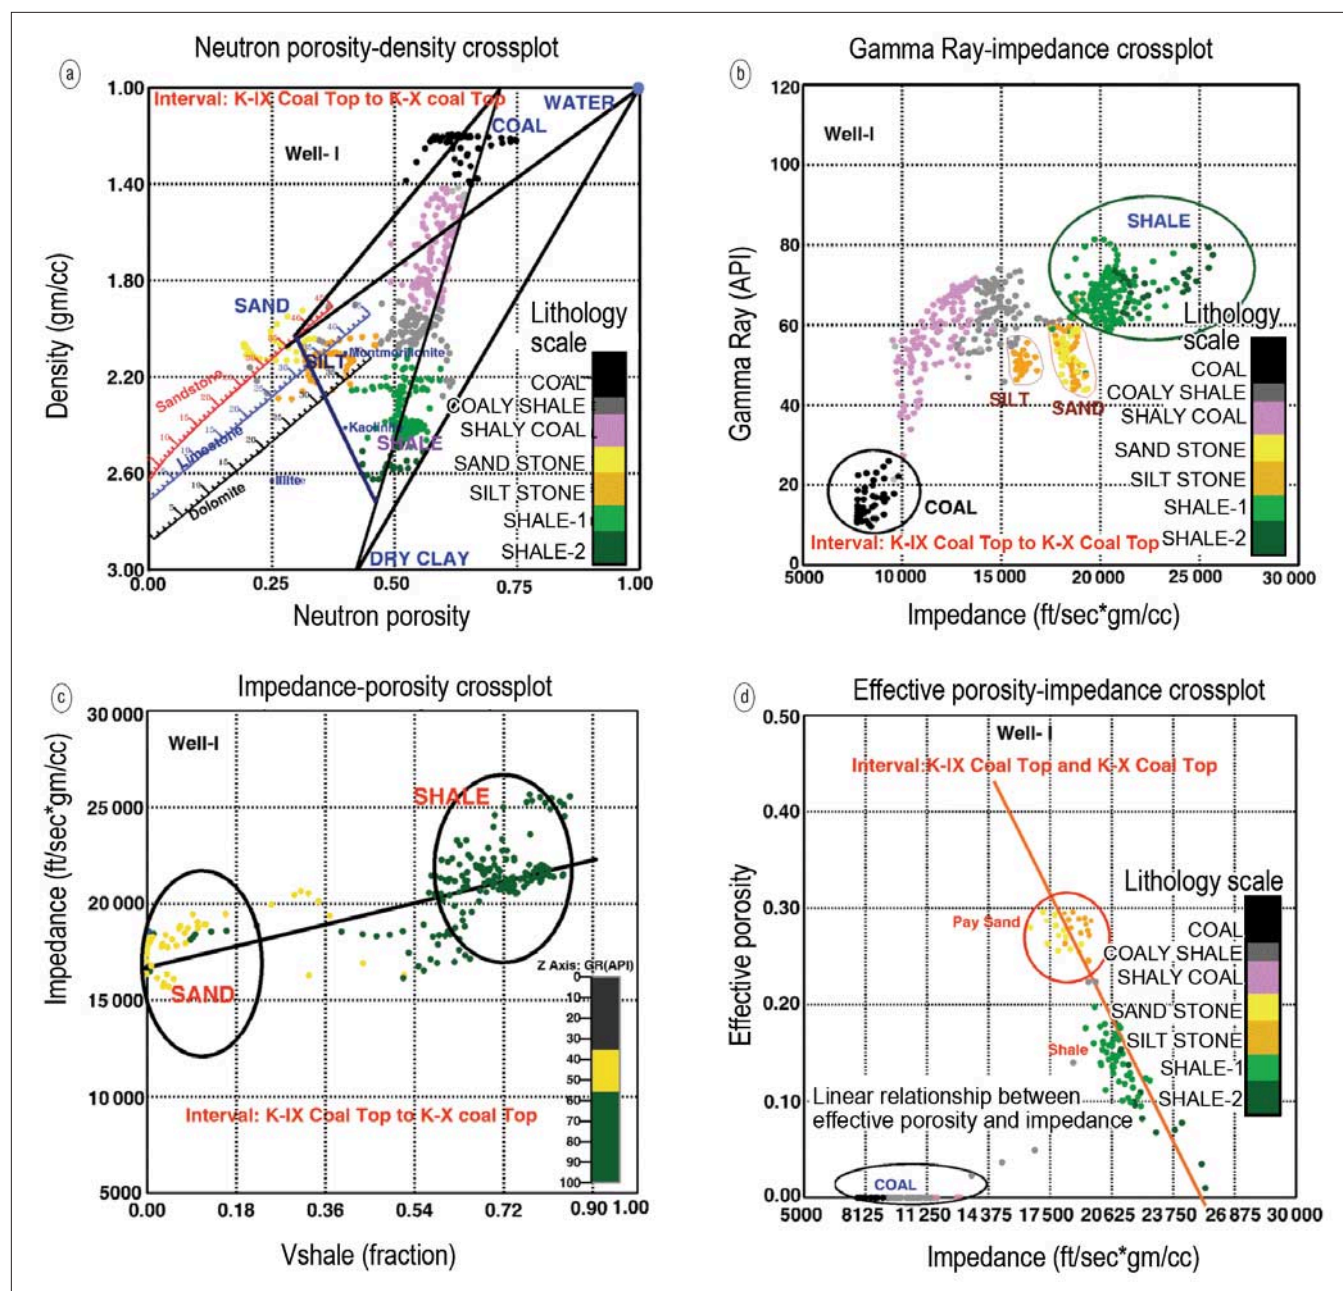 Neutron porosity-density crossplot
a
1.00
Interval: K-IX Coal Top to K-X coal Top
WATER
COAL
Well- I
1.40
Density (gm/cc)
1.80
SAND
Lithology
scale
SILT
Montmorillonite
2.20
COAL
COALY SHALE
SHALY COAL
Sandstone
Limestone
Dolomite
Kaolinite
SHALE
SAND STONE
2.60
Illite
SILT STONE
SHALE-1
SHALE-2
DRY CLAY
3.00
0.00 0.25 0.50 0.75 1.00
Neutron porosity
Gamma Ray-impedance crossplot
b
120
Well-I
100
Gamma Ray (API)
SHALE
80
60
Lithology
scale
COAL
COALY SHALE
SHALY COAL
SILT
SAND
40
SAND STONE
SILT STONE
20
COAL
SHALE-1
Interval: K-IX Coal Top to K-X Coal Top
SHALE-2
0
5000 10 000 15 000 20 000 25 000 30 000
Impedance (ft/sec*gm/cc)
Impedance-porosity crossplot
c
30 000
Well-I
25 000
SHALE
Impedance (ft/sec*gm/cc)
20 000
SAND
15 000
Z Axis: GR(API)
0
10
20
30
40
50
60
70
80
90
100
10 000
Interval: K-IX Coal Top to K-X coal Top
5000
0.00 0.18 0.36 0.54 0.72 0.90 1.00
Vshale (fraction)
Effective porosity-impedance crossplot
d
0.50
Well- I
Interval:K-IX Coal Top and K-X Coal Top
0.40
Effective porosity
Lithology scale
0.30
Pay Sand
COAL
COALY SHALE
SHALY COAL
0.20
SAND STONE
SILT STONE
Shale
SHALE-1
SHALE-2
0.10
Linear relationship between
effective porosity and impedance
COAL
0.00
5000 8125 11 250 14 375 17 500 20 625 23 750 26 875 30 000
Impedance (ft/sec*gm/cc)